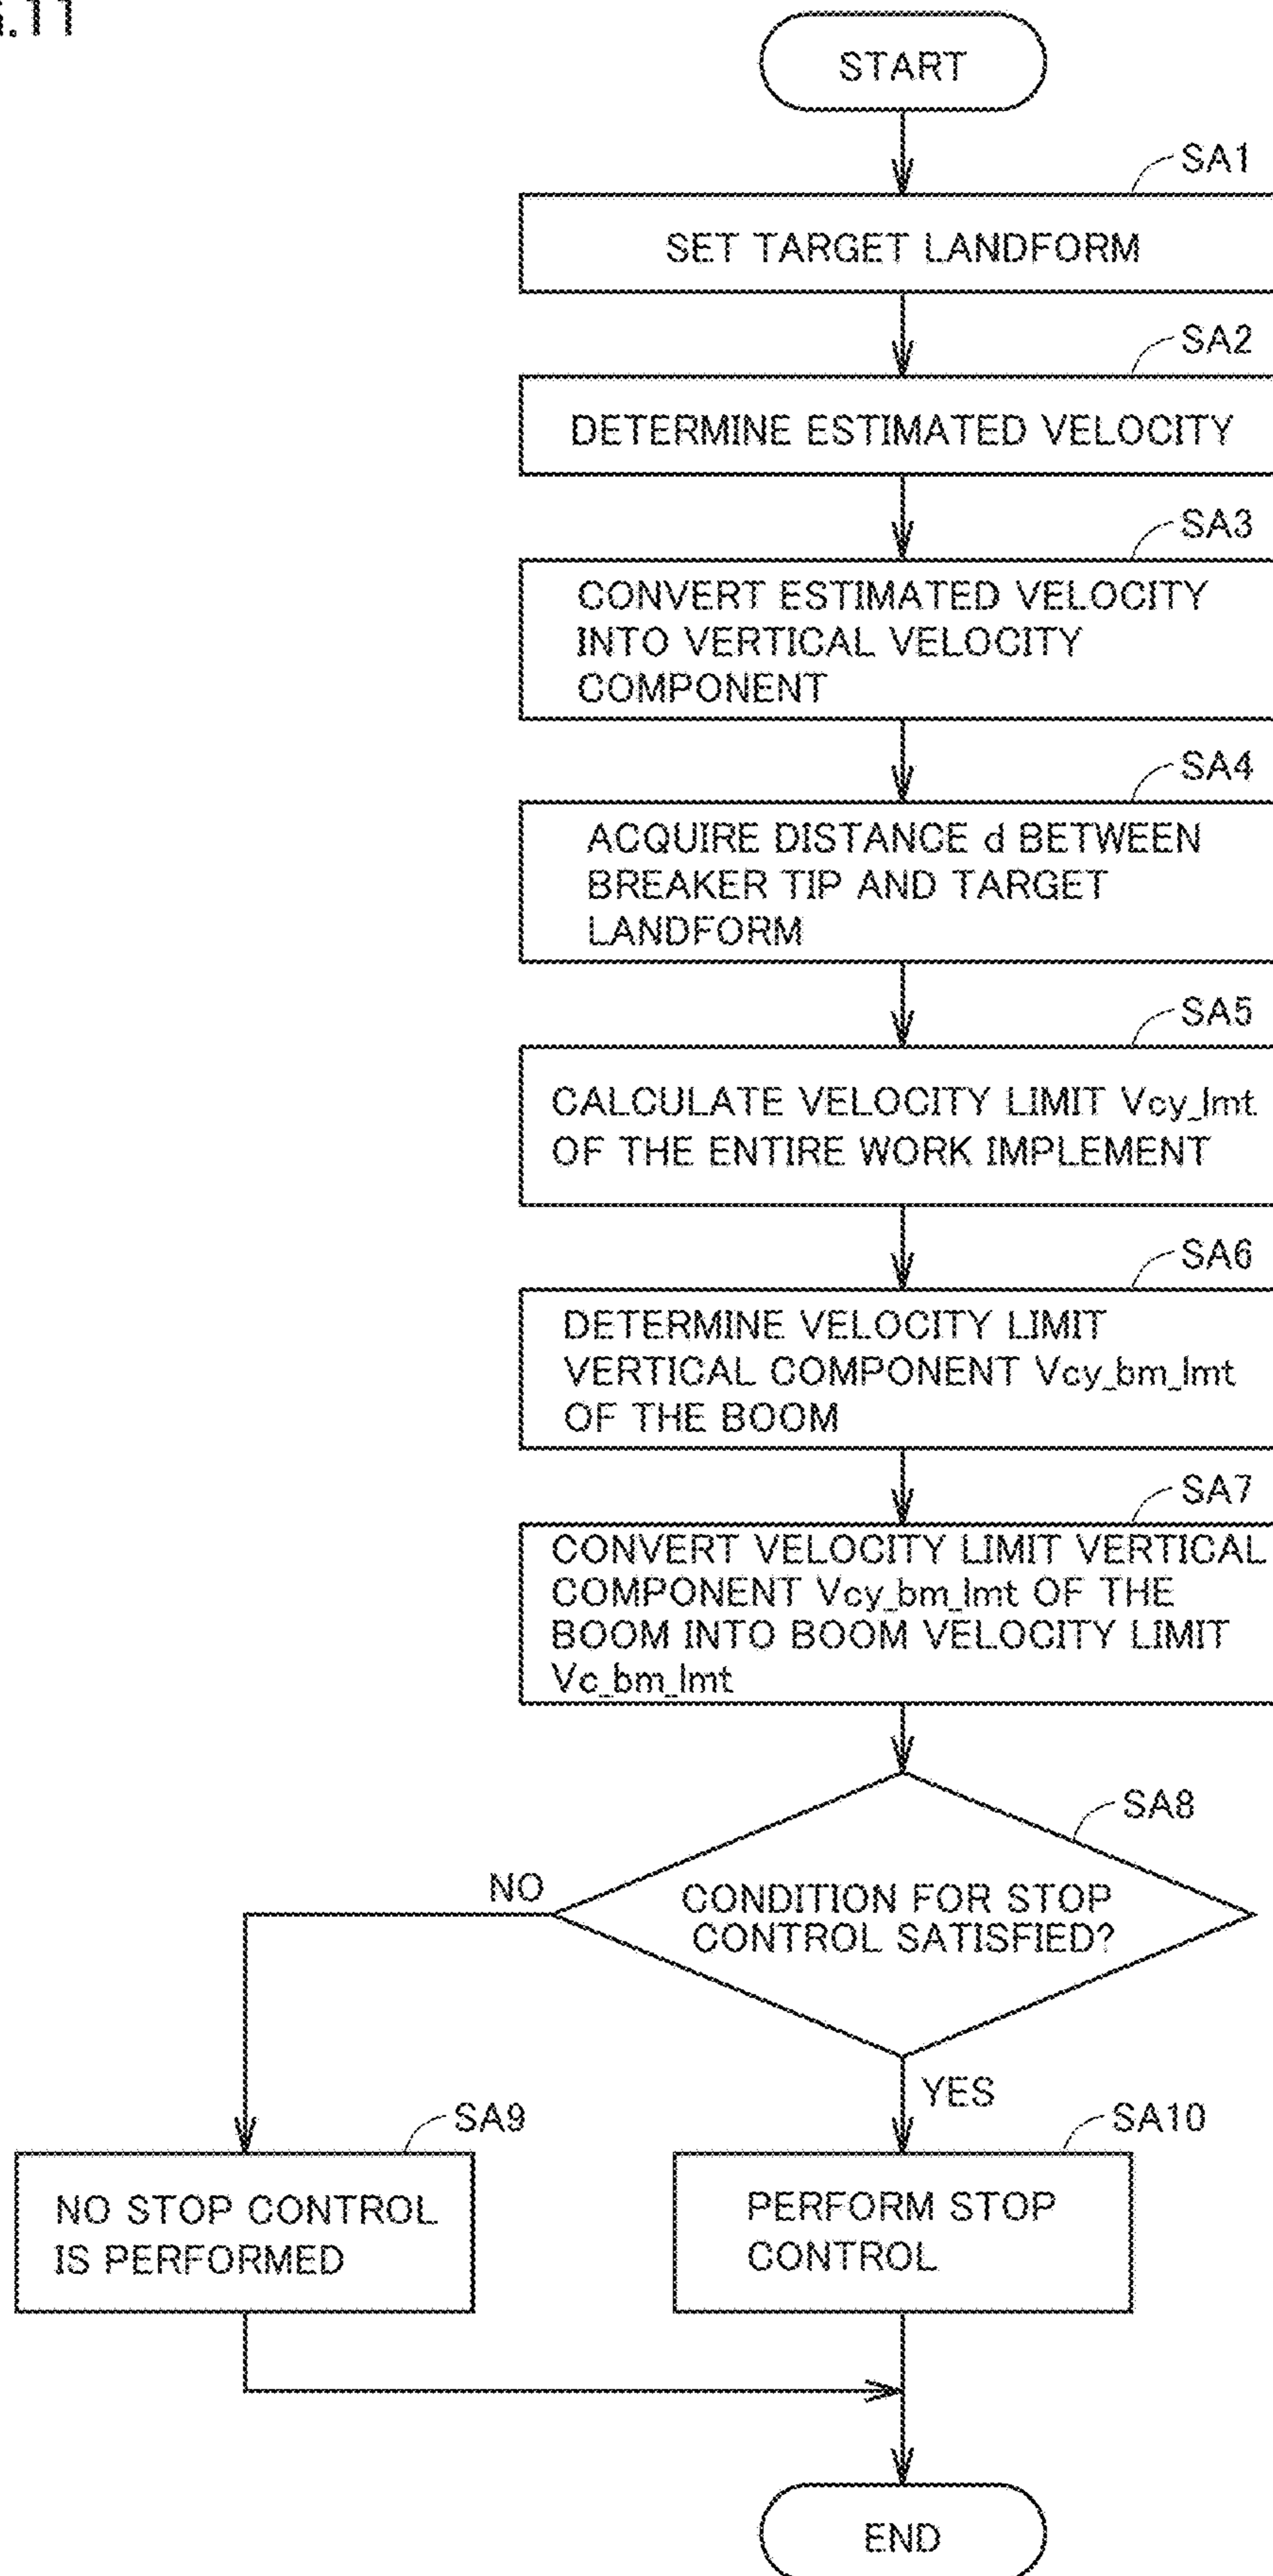 .11
START
SA1
SET TARGET LANDFORM
SA2
DETERMINE ESTIMATED VELOCITY
SA3
CONVERT ESTIMATED VELOCITY
INTO VERTICAL VELOCITY
COMPONENT
SA4
ACQUIRE DISTANCE d BETWEEN
BREAKER TIP AND TARGET
LANDFORM
SA5
CALCULATE VELOCITY LIMIT Vcy_lmt
OF THE ENTIRE WORK IMPLEMENT
SA6
DETERMINE VELOCITY LIMIT
VERTICAL COMPONENT Vcy_bm_lmt
OF THE BOOM
SA7
CONVERT VELOCITY LIMIT VERTICAL
COMPONENT Vcy_bm_lmt OF THE
BOOM INTO BOOM VELOCITY LIMIT
Vc_bm_lmt
SA8
NO
CONDITION FOR STOP
CONTROL SATISFIED?
YES
SA9
SA10
NO STOP CONTROL
IS PERFORMED
PERFORM STOP
CONTROL
END